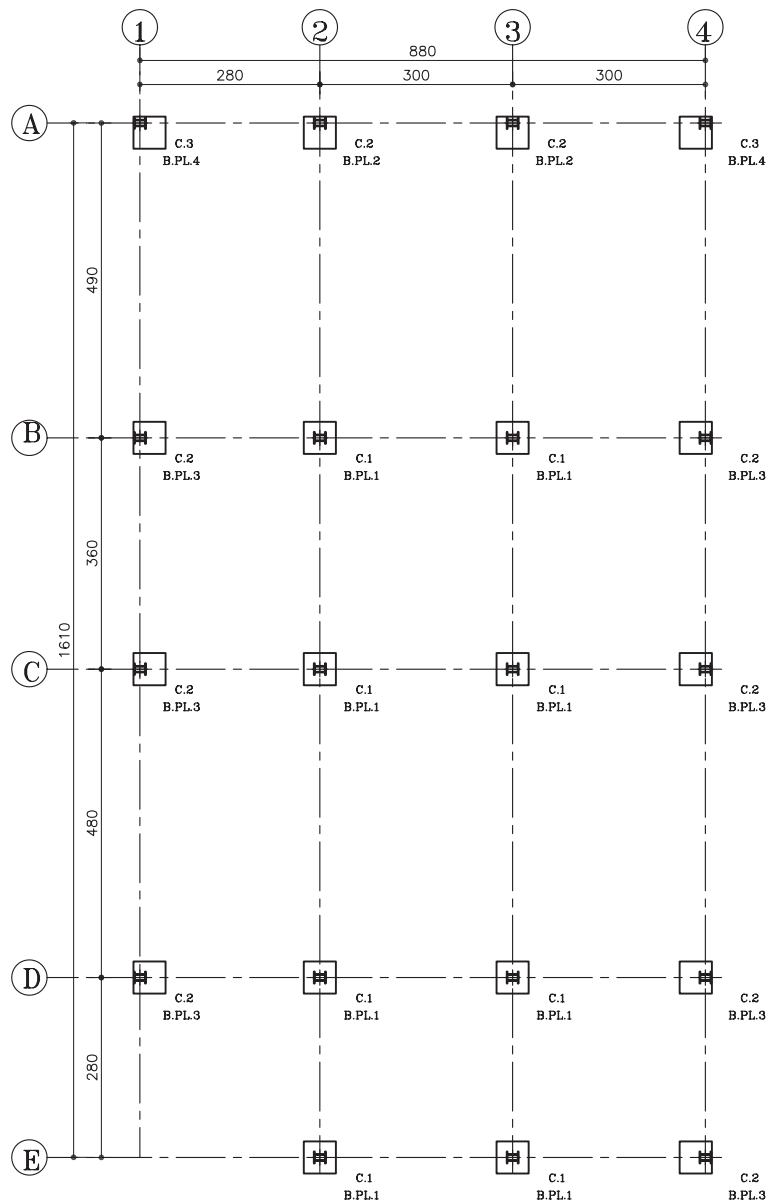 1 2 3 4
880
280 300 300
A
C.3 C.2 C.2 C.3
B.PL.4 B.PL.2 B.PL.2 B.PL.4
490
B
C.2 C.1 C.1 C.2
B.PL.3 B.PL.1 B.PL.1 B.PL.3
360
1610
C
C.2 C.1 C.1 C.2
B.PL.3 B.PL.1 B.PL.1 B.PL.3
480
D
C.2 C.1 C.1 C.2
B.PL.3 B.PL.1 B.PL.1 B.PL.3
280
E
C.1 C.1 C.2
B.PL.1 B.PL.1 B.PL.3